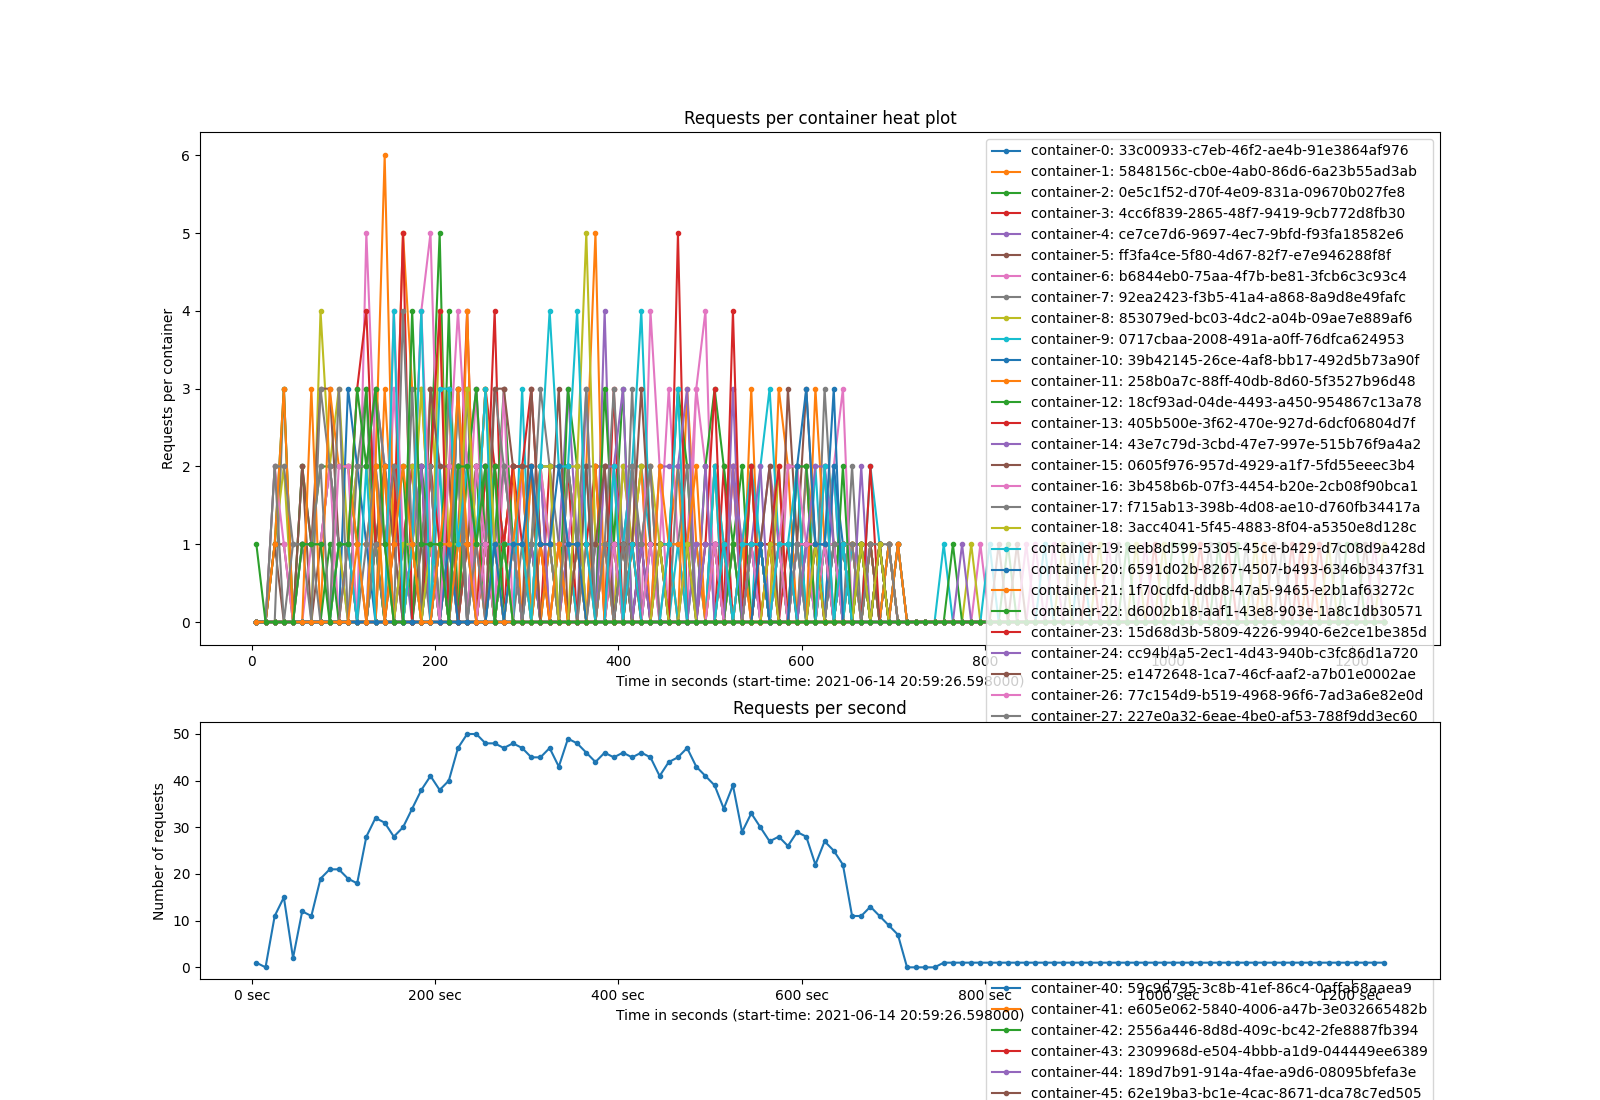 Requests per container heat plot
6
5
4
3
2
1
0
Requests per container
container-0: 33c00933-c7eb-46f2-ae4b-91e3864af976
container-1: 5848156c-cb0e-4ab0-86d6-6a23b55ad3ab
container-2: 0e5c1f52-d70f-4e09-831a-09670b027fe8
container-3: 4cc6f839-2865-48f7-9419-9cb772d8fb30
container-4: ce7ce7d6-9697-4ec7-9bfd-f93fa18582e6
container-5: ff3fa4ce-5f80-4d67-82f7-e7e946288f8f
container-6: b6844eb0-75aa-4f7b-be81-3fcb6c3c93c4
container-7: 92ea2423-f3b5-41a4-a868-8a9d8e49fafc
container-8: 853079ed-bc03-4dc2-a04b-09ae7e889af6
container-9: 0717cbaa-2008-491a-a0ff-76dfca624953
container-10: 39b42145-26ce-4af8-bb17-492d5b73a90f
container-11: 258b0a7c-88ff-40db-8d60-5f3527b96d48
container-12: 18cf93ad-04de-4493-a450-954867c13a78
container-13: 405b500e-3f62-470e-927d-6dcf06804d7f
container-14: 43e7c79d-3cbd-47e7-997e-515b76f9a4a2
container-15: 0605f976-957d-4929-a1f7-5fd55eeec3b4
container-16: 3b458b6b-07f3-4454-b20e-2cb08f90bca1
container-17: f715ab13-398b-4d08-ae10-d760fb34417a
container-18: 3acc4041-5f45-4883-8f04-a5350e8d128c
container-19: eeb8d599-5305-45ce-b429-d7c08d9a428d
container-20: 6591d02b-8267-4507-b493-6346b3437f31
container-21: 1f70cdfd-ddb8-47a5-9465-e2b1af63272c
container-22: d6002b18-aaf1-43e8-903e-1a8c1db30571
container-23: 15d68d3b-5809-4226-9940-6e2ce1be385d
container-24: cc94b4a5-2ec1-4d43-940b-c3fc86d1a720
container-25: e1472648-1ca7-46cf-aaf2-a7b01e0002ae
container-26: 77c154d9-b519-4968-96f6-7ad3a6e82e0d
container-27: 227e0a32-6eae-4be0-af53-788f9dd3ec60
0 200 400 600 800 1000 1200
Time in seconds (start-time: 2021-06-14 20:59:26.598000)
Requests per second
50
40
30
20
10
0
Number of requests
0 sec 200 sec 400 sec 600 sec 800 sec 1000 sec 1200 sec
Time in seconds (start-time: 2021-06-14 20:59:26.598000)
container-40: 59c96795-3c8b-41ef-86c4-0affab8aaea9
container-41: e605e062-5840-4006-a47b-3e032665482b
container-42: 2556a446-8d8d-409c-bc42-2fe8887fb394
container-43: 2309968d-e504-4bbb-a1d9-044449ee6389
container-44: 189d7b91-914a-4fae-a9d6-08095bfefa3e
container-45: 62e19ba3-bc1e-4cac-8671-dca78c7ed505